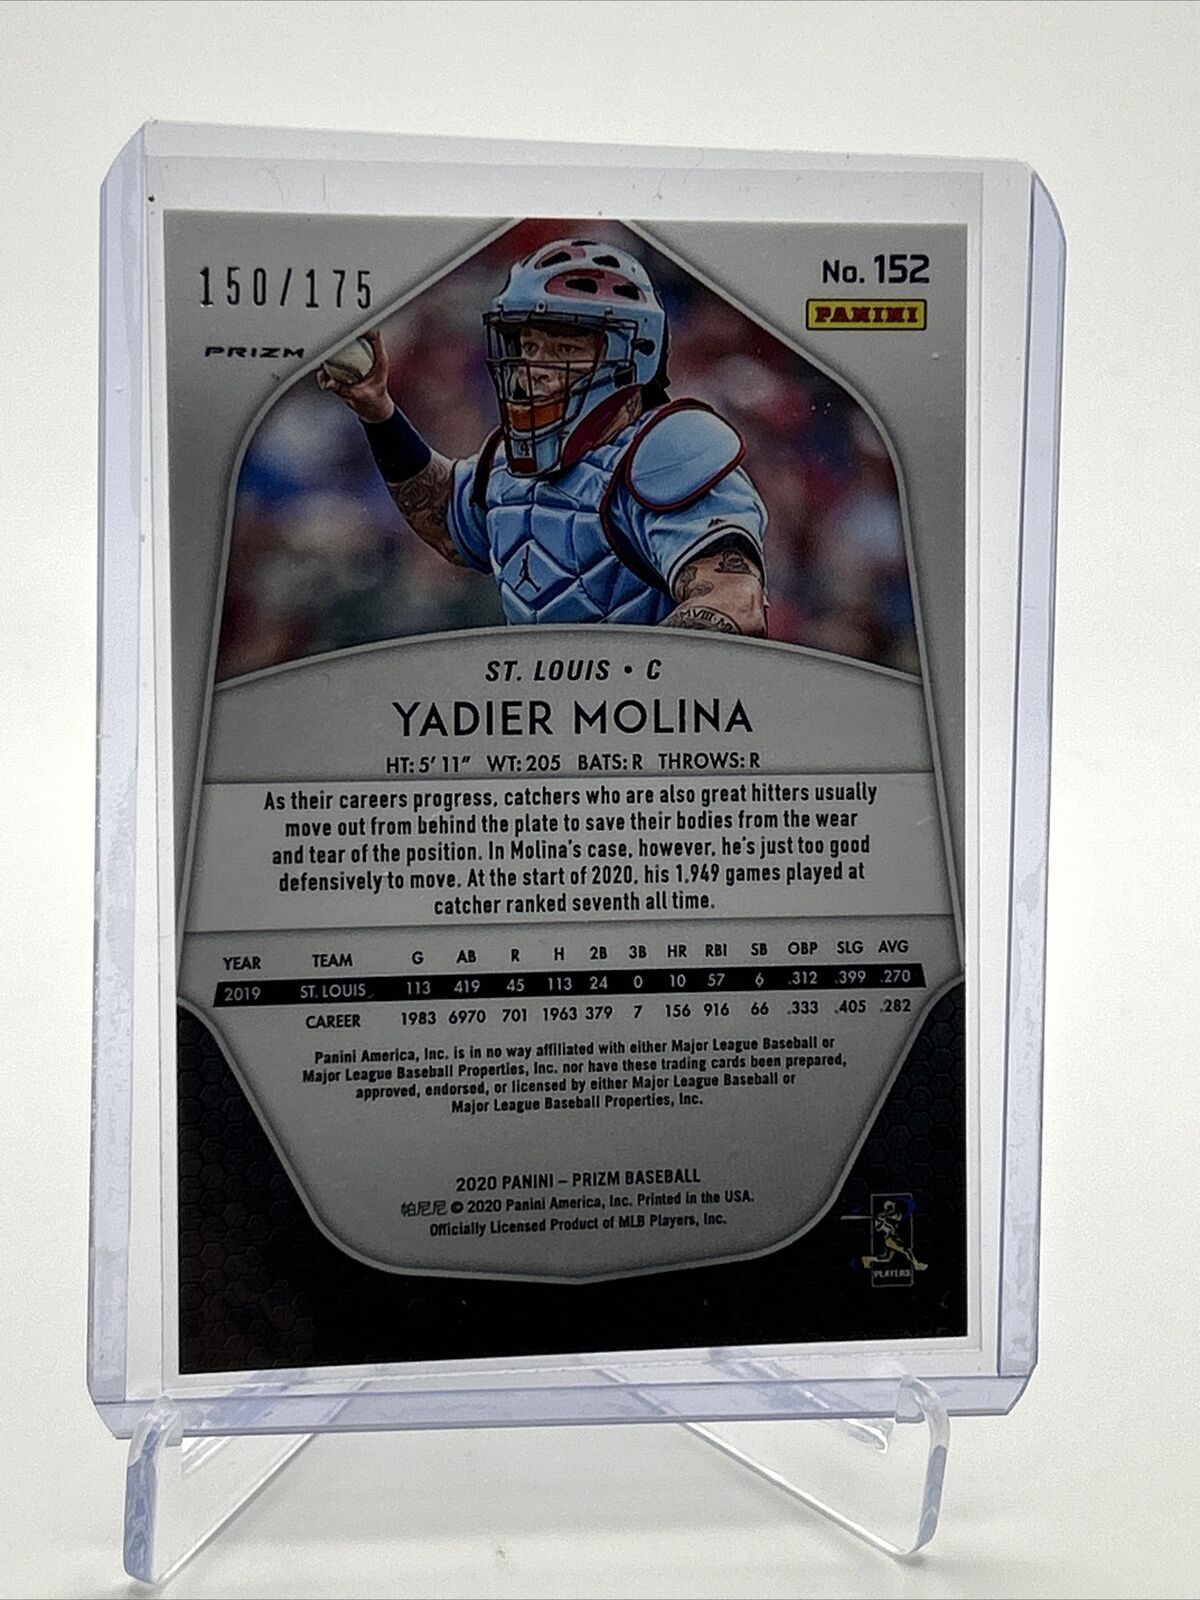 150/175
PRIZM
No. 152
PANINI
MVIII·MM
ST. LOUIS • C
YADIER MOLINA
HT: 5' 11" WT: 205 BATS: R THROWS: R
As their careers progress, catchers who are also great hitters usually
move out from behind the plate to save their bodies from the wear
and tear of the position. In Molina's case, however, he's just too good
defensively to move. At the start of 2020, his 1,949 games played at
catcher ranked seventh all time.
YEAR TEAM G AB R H 2B 3B HR RBI SB OBP SLG AVG
2019 ST. LOUIS 113 419 45 113 24 0 10 57 6 .312 .399 .270
CAREER 1983 6970 701 1963 379 7 156 916 66 .333 .405 .282
Panini America, Inc. is in no way affiliated with either Major League Baseball or
Major League Baseball Properties, Inc. nor have these trading cards been prepared,
approved, endorsed, or licensed by either Major League Baseball or
Major League Baseball Properties, Inc.
2020 PANINI – PRIZM BASEBALL
帕尼尼 © 2020 Panini America, Inc. Printed in the USA.
Officially Licensed Product of MLB Players, Inc.
PLAYERS